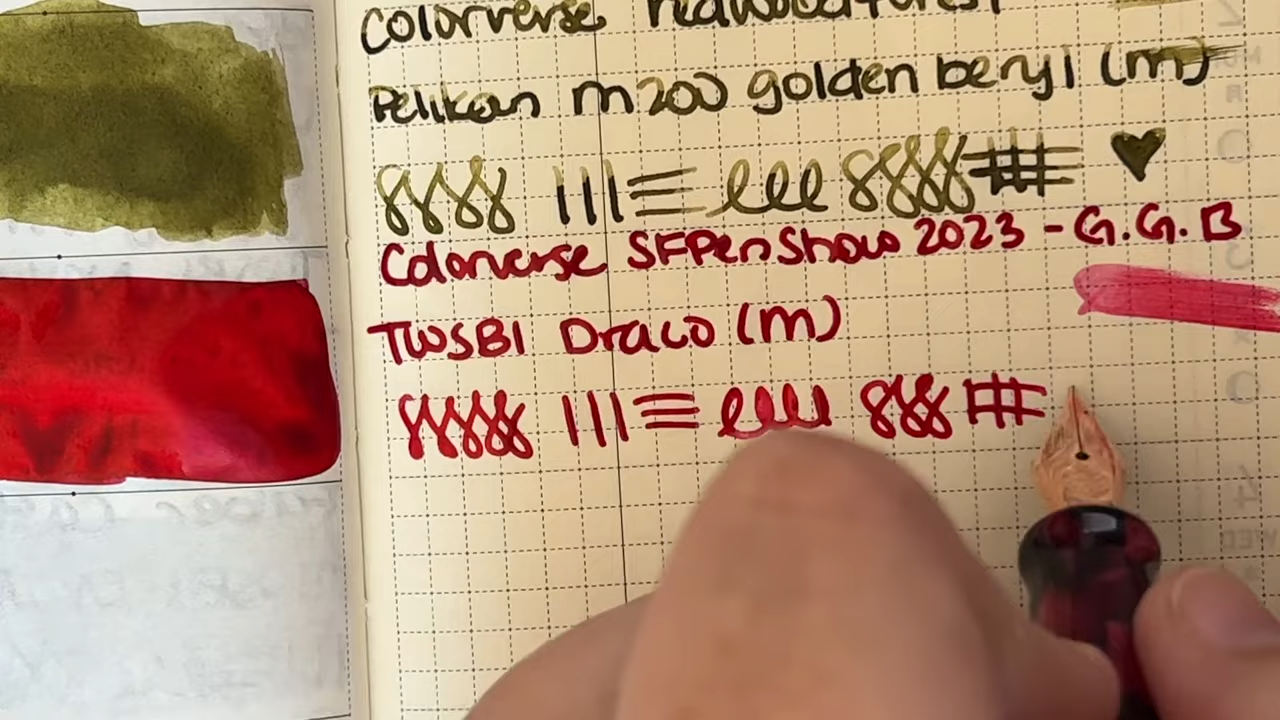 Colorverse
Pelikan m200 golden beryl (m)
Colorverse SFPenShow 2023 - G.G.B
TWSBI Draco (m)